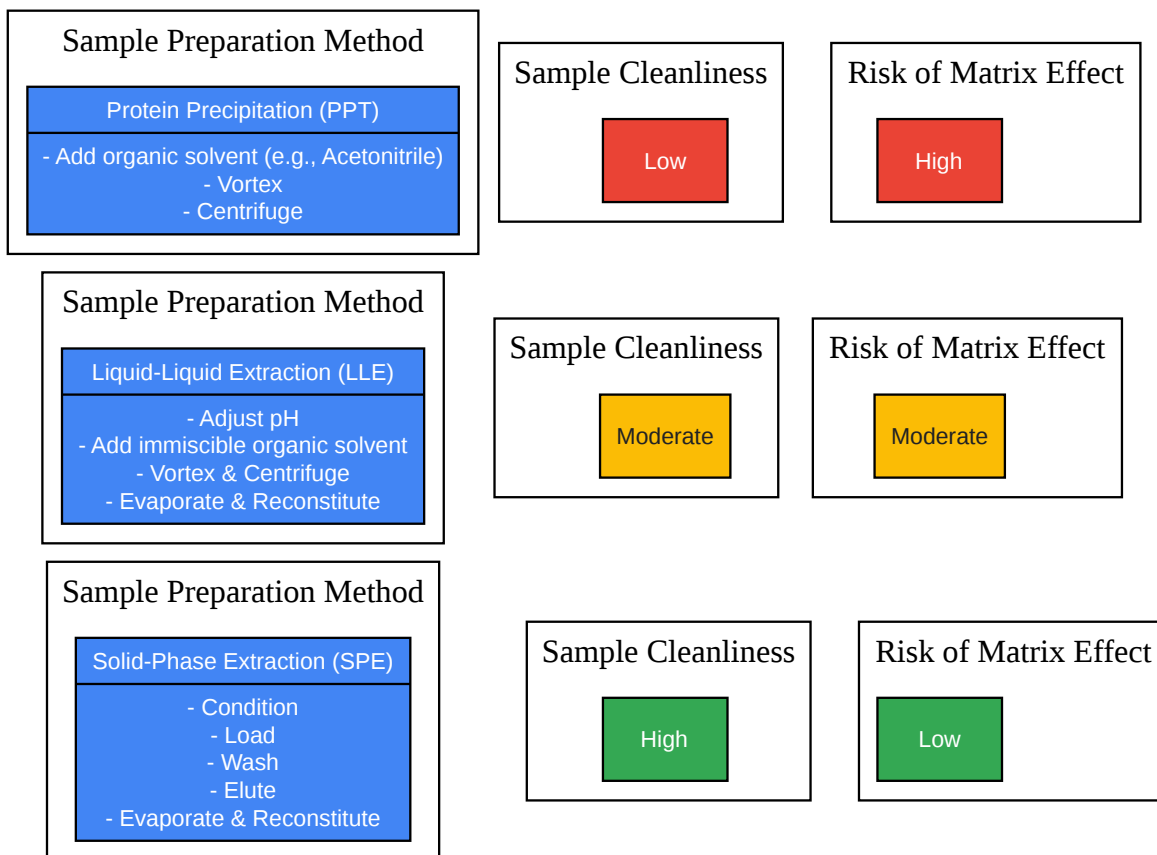 Sample Preparation Method
Protein Precipitation (PPT)
- Add organic solvent (e.g., Acetonitrile)
- Vortex
- Centrifuge
Sample Cleanliness
Low
Risk of Matrix Effect
High
Sample Preparation Method
Liquid-Liquid Extraction (LLE)
- Adjust pH
- Add immiscible organic solvent
- Vortex & Centrifuge
- Evaporate & Reconstitute
Sample Cleanliness
Moderate
Risk of Matrix Effect
Moderate
Sample Preparation Method
Solid-Phase Extraction (SPE)
- Condition
- Load
- Wash
- Elute
- Evaporate & Reconstitute
Sample Cleanliness
High
Risk of Matrix Effect
Low